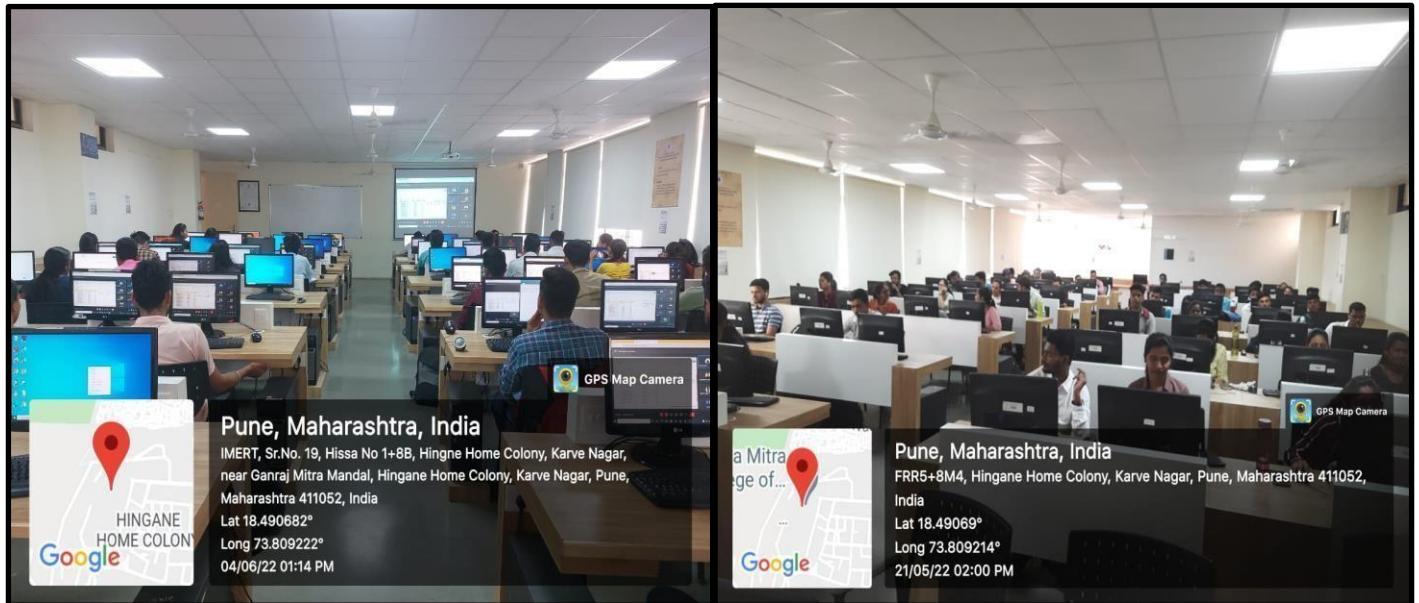 GPS Map Camera
Pune, Maharashtra, India
IMERT, Sr.No. 19, Hissa No 1+8B, Hingne Home Colony, Karve Nagar,
near Ganraj Mitra Mandal, Hingane Home Colony, Karve Nagar, Pune,
Maharashtra 411052, India
Lat 18.490682°
Long 73.809222°
04/06/22 01:14 PM
HINGANE
HOME COLONY
Google
GPS Map Camera
Pune, Maharashtra, India
FRR5+8M4, Hingane Home Colony, Karve Nagar, Pune, Maharashtra 411052,
India
Lat 18.49069°
Long 73.809214°
21/05/22 02:00 PM
a Mitra
ge of...
Google